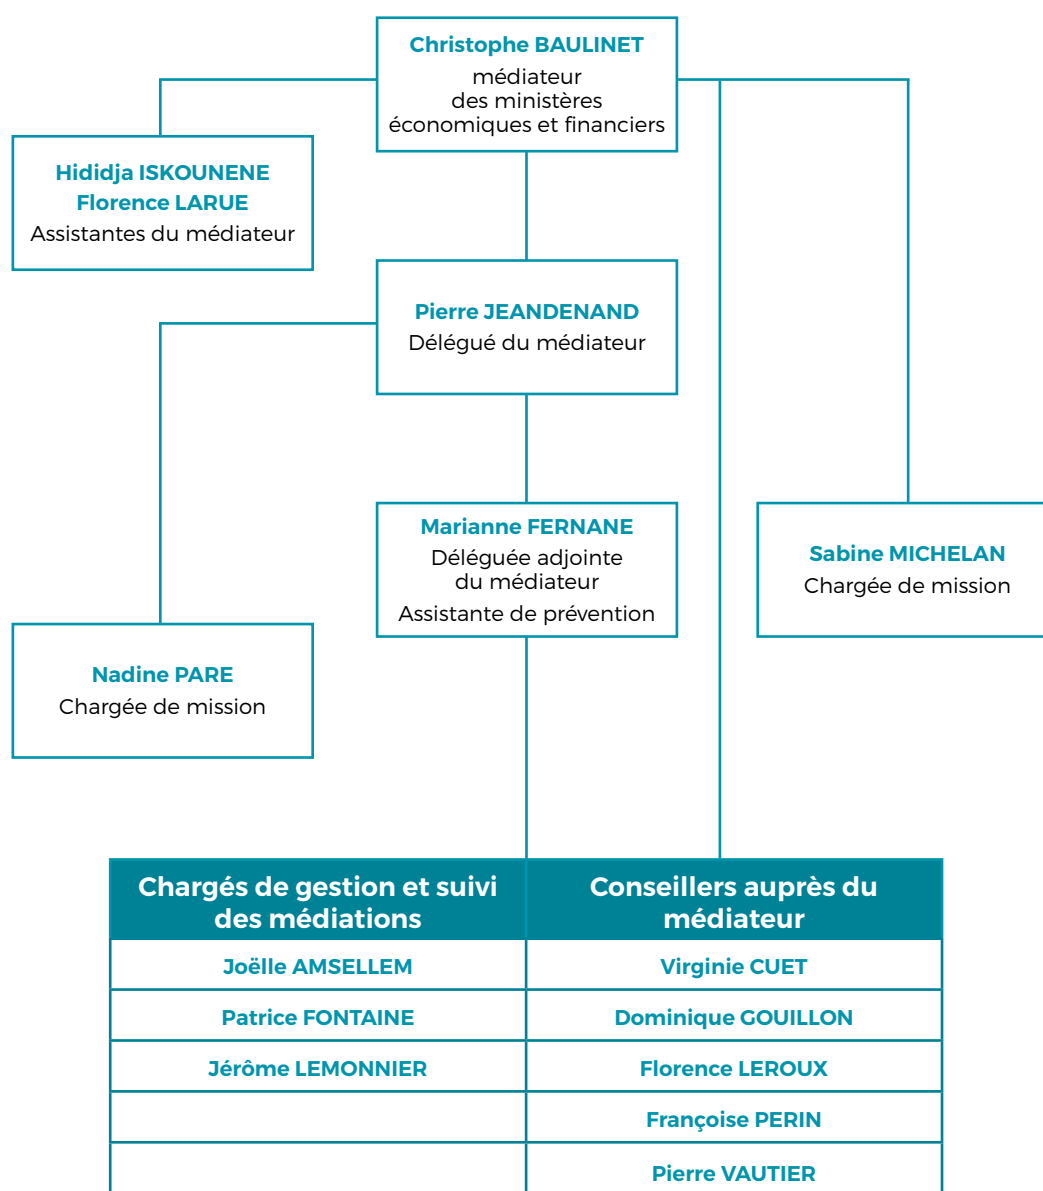 Christophe BAULINET
médiateur
des ministères
économiques et financiers
Hididja ISKOUNENE
Florence LARUE
Assistantes du médiateur
Pierre JEANDENAND
Délégué du médiateur
Marianne FERNANE
Déléguée adjointe
du médiateur
Assistante de prévention
Sabine MICHELAN
Chargée de mission
Nadine PARE
Chargée de mission
Chargés de gestion et suivi
des médiations
Conseillers auprès du
médiateur
Joëlle AMSELLEM
Virginie CUET
Patrice FONTAINE
Dominique GOUILLON
Jérôme LEMONNIER
Florence LEROUX
Françoise PERIN
Pierre VAUTIER